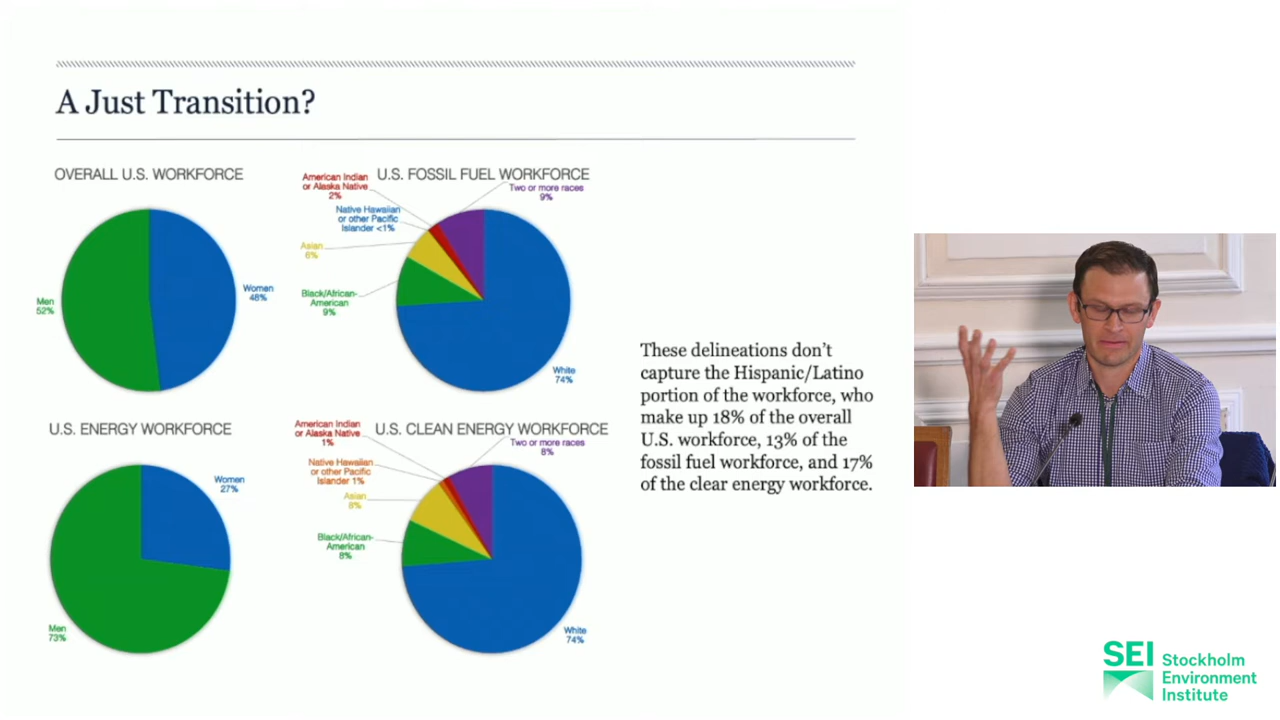 A Just Transition?
OVERALL U.S. WORKFORCE
Men
52%
Women
48%
U.S. FOSSIL FUEL WORKFORCE
American Indian
or Alaska Native
2%
Two or more races
9%
Native Hawaiian
or other Pacific
Islander <1%
Asian
6%
Black/African-
American
9%
White
74%
U.S. ENERGY WORKFORCE
Women
27%
Men
73%
U.S. CLEAN ENERGY WORKFORCE
American Indian
or Alaska Native
1%
Two or more races
8%
Native Hawaiian
or other Pacific
Islander 1%
Asian
8%
Black/African-
American
8%
White
74%
These delineations don't
capture the Hispanic/Latino
portion of the workforce, who
make up 18% of the overall
U.S. workforce, 13% of the
fossil fuel workforce, and 17%
of the clear energy workforce.
SEI Stockholm
Environment
Institute